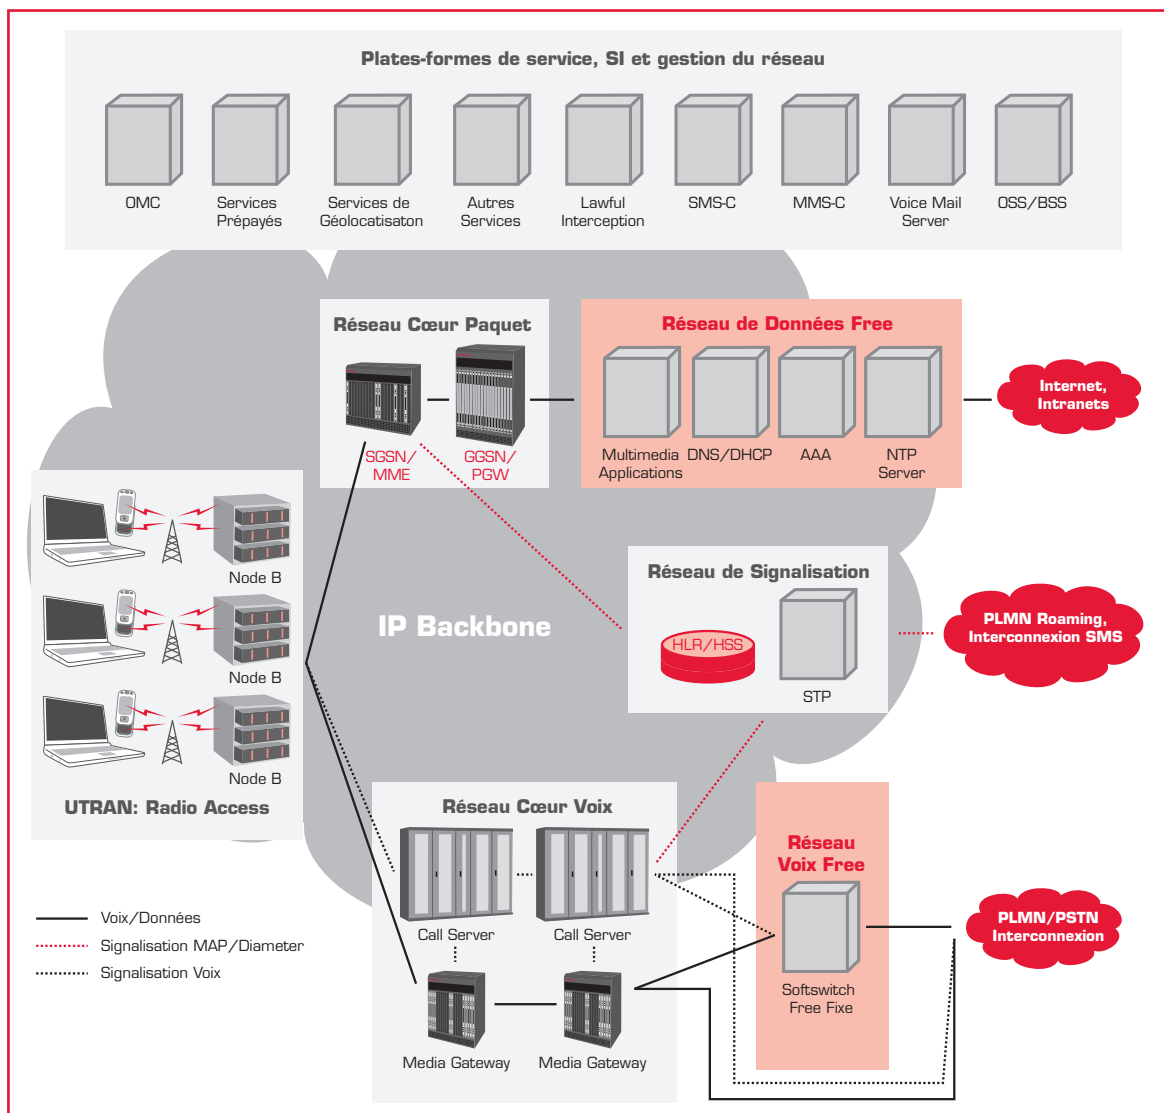 Plates-formes de service, SI et gestion du réseau
OMC
Services
Prépayés
Services de
Géolocatisaton
Autres
Services
Lawful
Interception
SMS-C
MMS-C
Voice Mail
Server
OSS/BSS
Réseau Cœur Paquet
SGSN/
MME
GGSN/
PGW
Réseau de Données Free
Multimedia
Applications
DNS/DHCP
AAA
NTP
Server
Internet,
Intranets
Node B
Node B
Node B
UTRAN: Radio Access
IP Backbone
Réseau de Signalisation
HLR/HSS
STP
PLMN Roaming,
Interconnexion SMS
Réseau Cœur Voix
Call Server
Call Server
Media Gateway
Media Gateway
Réseau
Voix Free
Softswitch
Free Fixe
PLMN/PSTN
Interconnexion
Voix/Données
Signalisation MAP/Diameter
Signalisation Voix